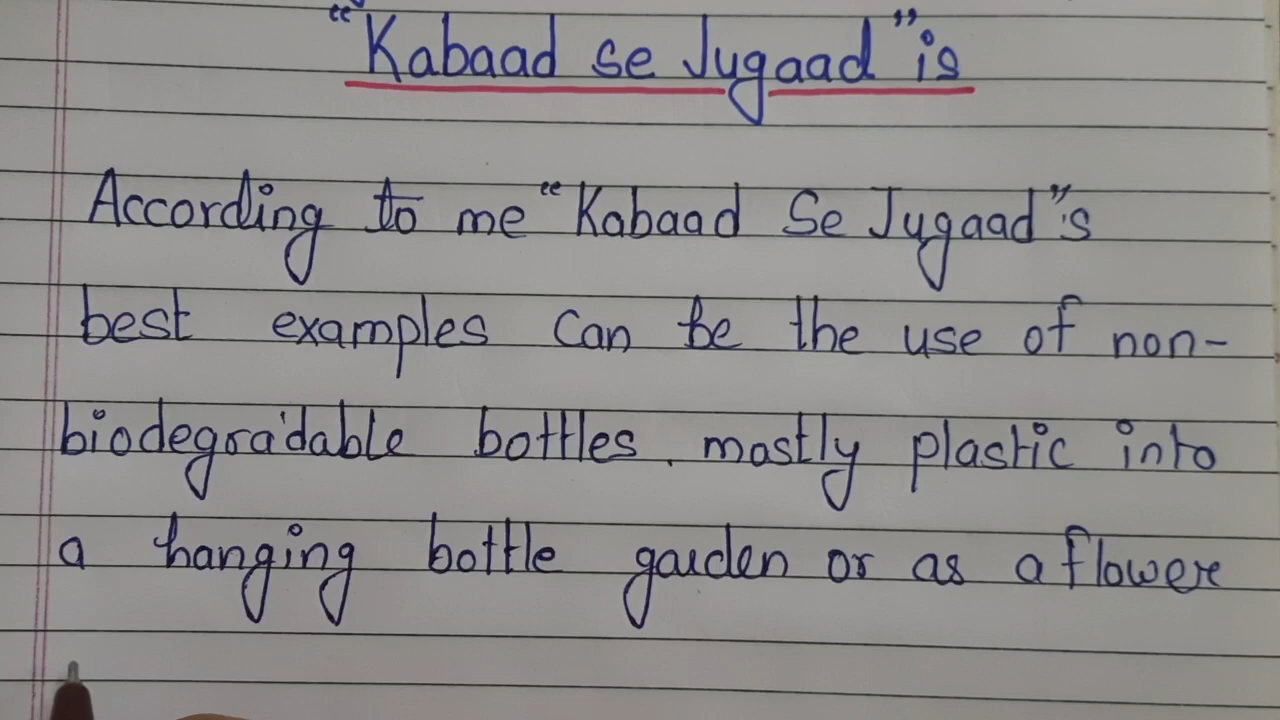 "Kabaad se Jugaad" is
According to me "Kabaad Se Jugaad"s
best examples can be the use of non-
biodegradable bottles. mostly plastic into
a hanging bottle garden or as a flower